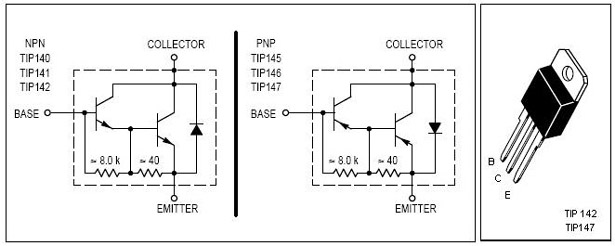 NPN
TIP140
TIP141
TIP142
COLLECTOR
BASE
≈ 8.0 k
≈ 40
EMITTER
PNP
TIP145
TIP146
TIP147
COLLECTOR
BASE
≈ 8.0 k
≈ 40
EMITTER
B
C
E
TIP 142
TIP147